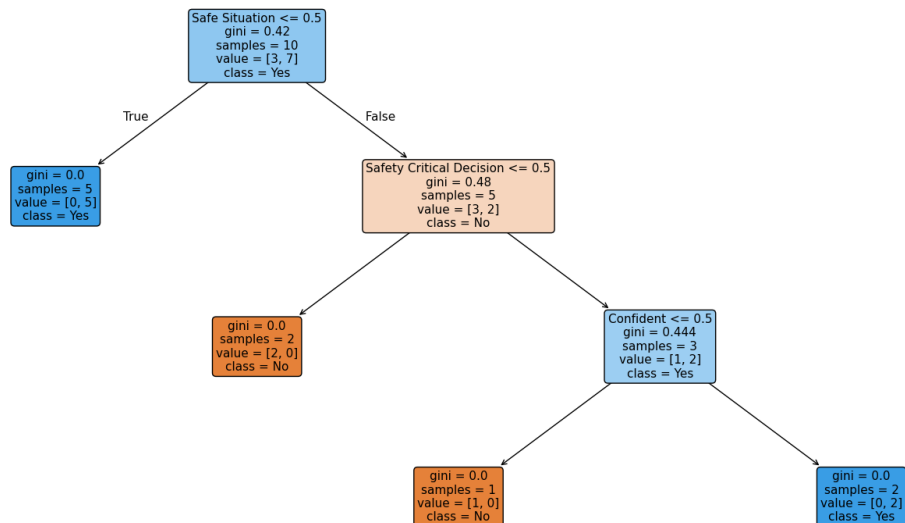 Safe Situation <= 0.5
gini = 0.42
samples = 10
value = [3, 7]
class = Yes
True
False
gini = 0.0
samples = 5
value = [0, 5]
class = Yes
Safety Critical Decision <= 0.5
gini = 0.48
samples = 5
value = [3, 2]
class = No
gini = 0.0
samples = 2
value = [2, 0]
class = No
Confident <= 0.5
gini = 0.444
samples = 3
value = [1, 2]
class = Yes
gini = 0.0
samples = 1
value = [1, 0]
class = No
gini = 0.0
samples = 2
value = [0, 2]
class = Yes